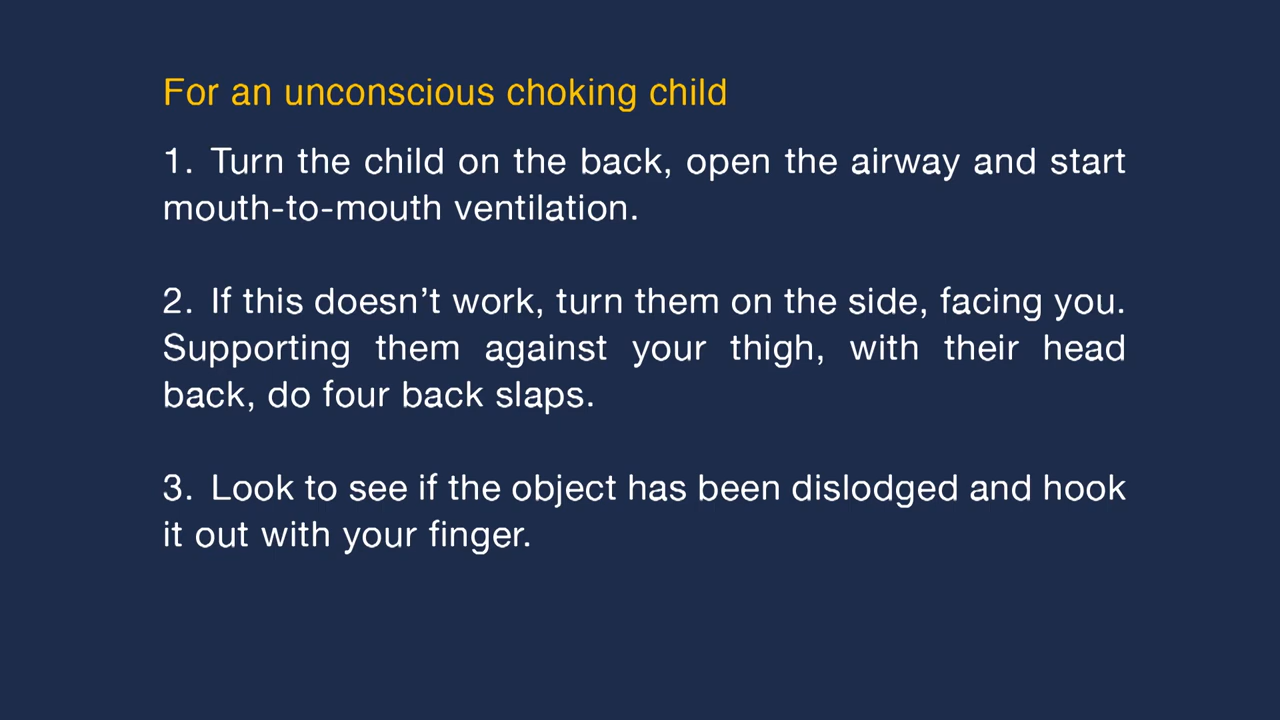 For an unconscious choking child
1. Turn the child on the back, open the airway and start
mouth-to-mouth ventilation.
2. If this doesn’t work, turn them on the side, facing you.
Supporting them against your thigh, with their head
back, do four back slaps.
3. Look to see if the object has been dislodged and hook
it out with your finger.